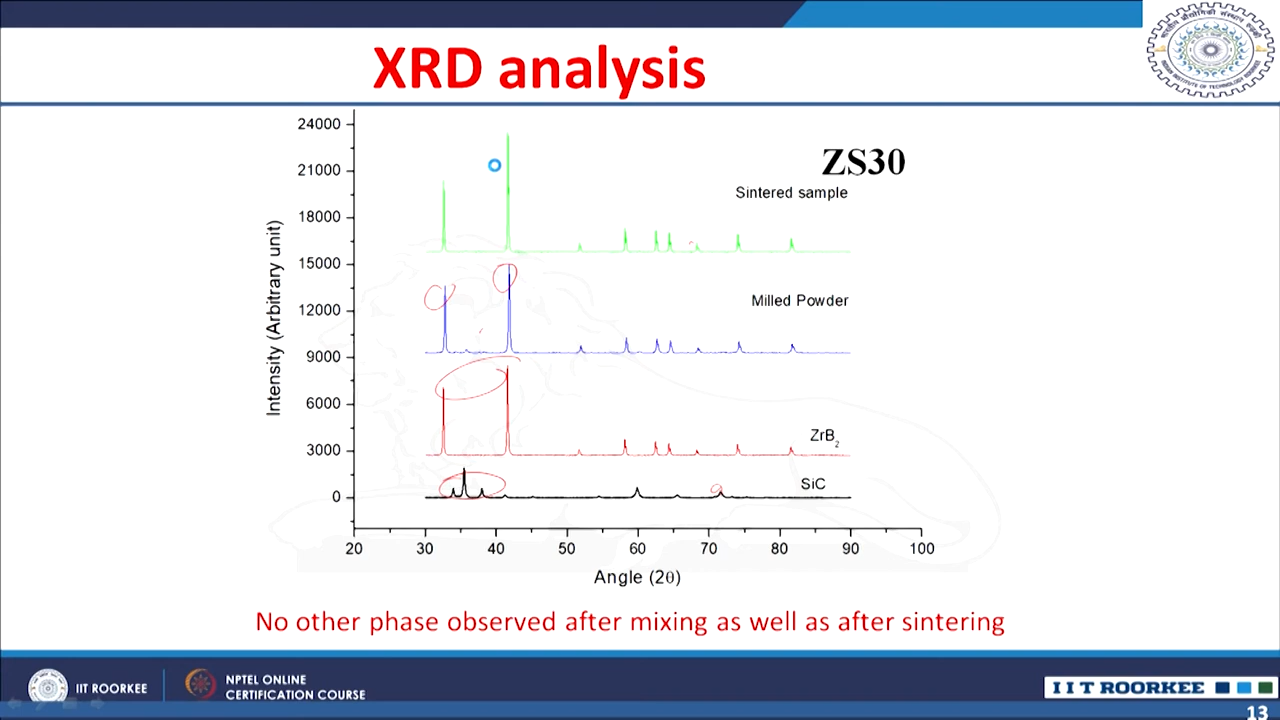 XRD analysis
24000
21000
18000
15000
12000
9000
6000
3000
0
Intensity (Arbitrary unit)
ZS30
Sintered sample
Milled Powder
ZrB2
SiC
20 30 40 50 60 70 80 90 100
Angle (2θ)
No other phase observed after mixing as well as after sintering
IIT ROORKEE
NPTEL ONLINE
CERTIFICATION COURSE
IIT ROORKEE
13